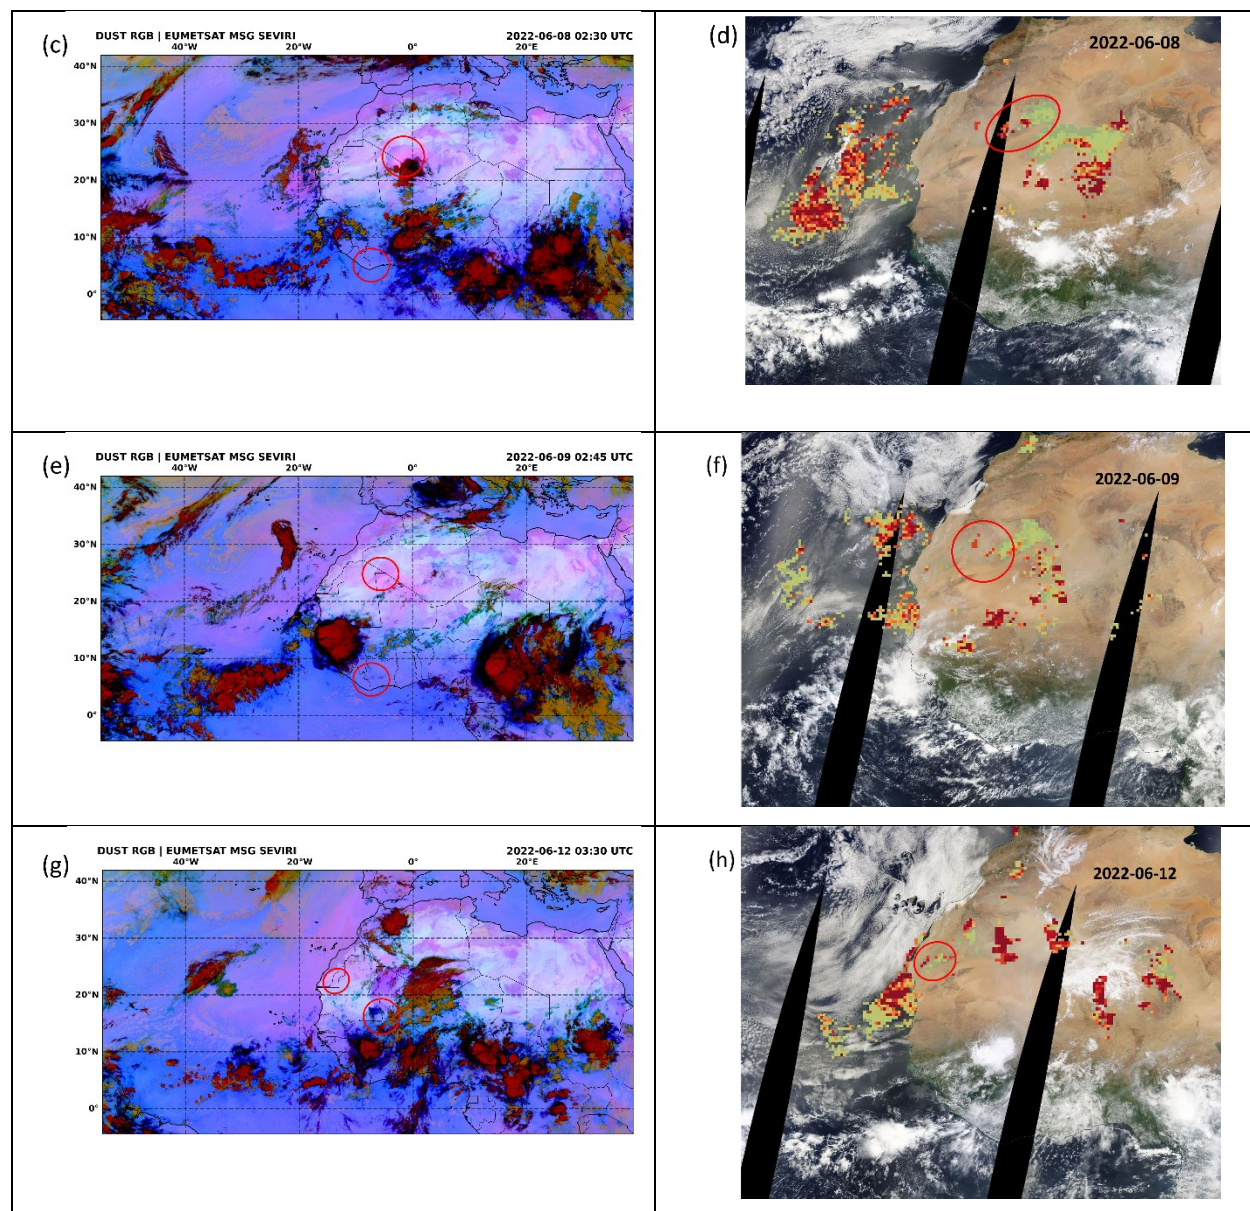 (c)
DUST RGB | EUMETSAT MSG SEVIRI 2022-06-08 02:30 UTC
40°W 20°W 0° 20°E
40°N
30°N
20°N
10°N
0°
(d)
2022-06-08
(e)
DUST RGB | EUMETSAT MSG SEVIRI 2022-06-09 02:45 UTC
40°W 20°W 0° 20°E
40°N
30°N
20°N
10°N
0°
(f)
2022-06-09
(g)
DUST RGB | EUMETSAT MSG SEVIRI 2022-06-12 03:30 UTC
40°W 20°W 0° 20°E
40°N
30°N
20°N
10°N
0°
(h)
2022-06-12